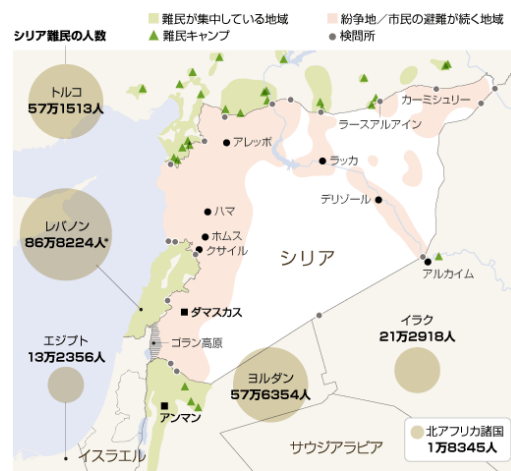 難民が集中している地域
紛争地／市民の避難が続く地域
シリア難民の人数
難民キャンプ
検問所
トルコ
57万1513人
カーミシュリー
ラースアルアイン
アレッポ
ラッカ
デリゾール
レバノン
86万8224人*
ハマ
ホムス
クサイル
シリア
アルカイム
ダマスカス
イラク
21万2918人
エジプト
13万2356人
ゴラン高原
ヨルダン
57万6354人
アンマン
北アフリカ諸国
1万8345人
イスラエル
サウジアラビア